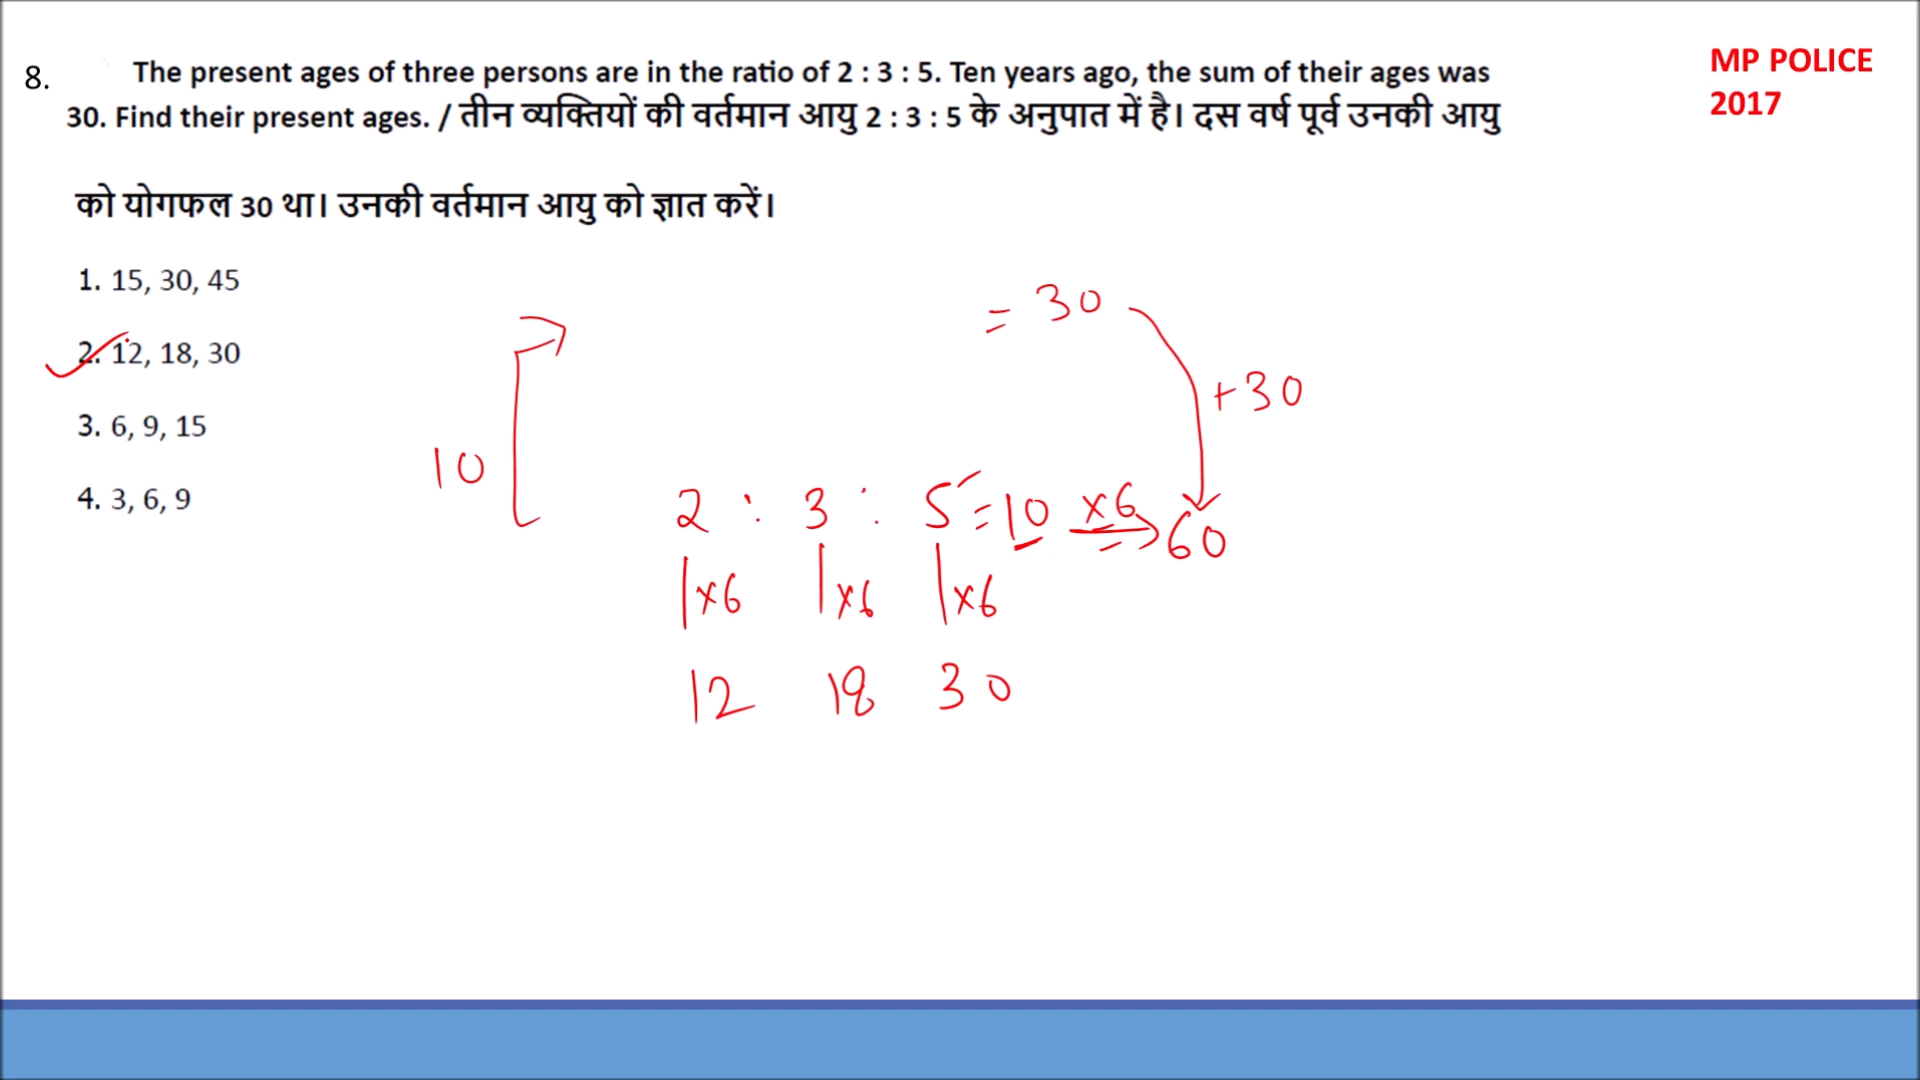 8.
The present ages of three persons are in the ratio of 2 : 3 : 5. Ten years ago, the sum of their ages was
30. Find their present ages. / तीन व्यक्तियों की वर्तमान आयु 2 : 3 : 5 के अनुपात में है। दस वर्ष पूर्व उनकी आयु
को योगफल 30 था। उनकी वर्तमान आयु को ज्ञात करें।
MP POLICE
2017
1. 15, 30, 45
2. 12, 18, 30
3. 6, 9, 15
4. 3, 6, 9
= 30
+30
10
2 : 3 : 5 = 10 ×6 60
×6 ×6 ×6
12 18 30